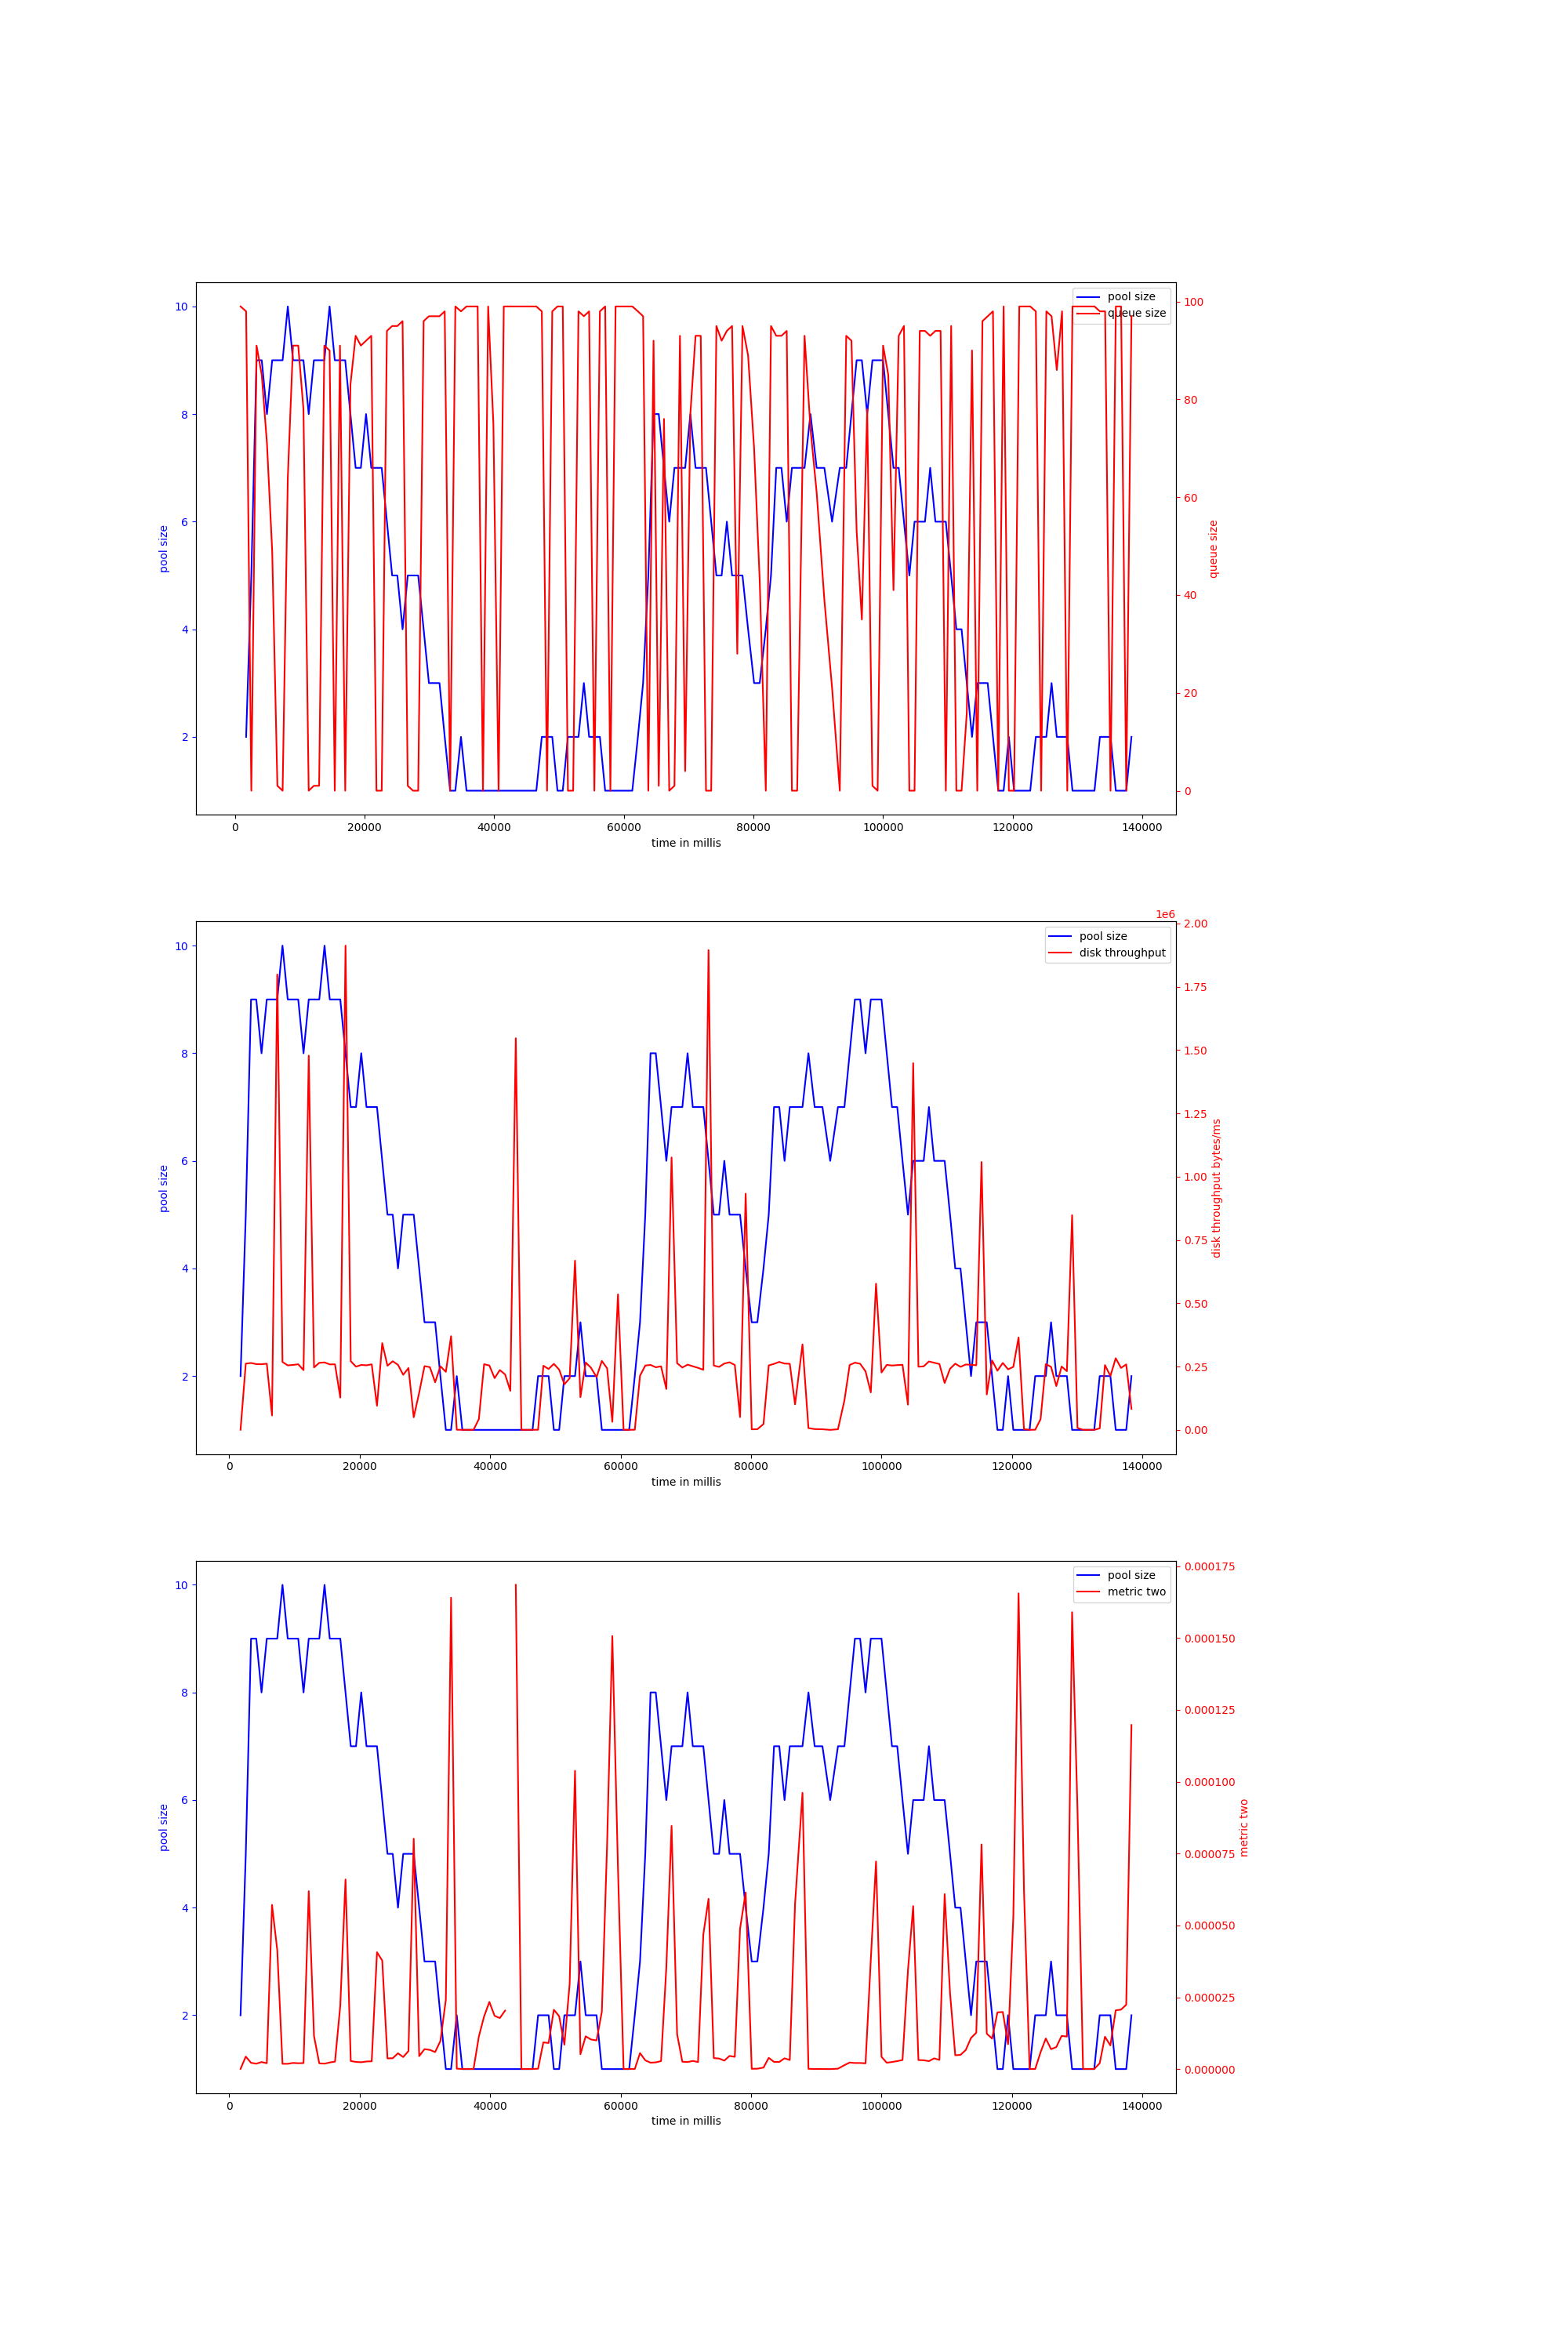 pool size
queue size
10
8
6
4
2
pool size
100
80
60
40
20
0
queue size
0 20000 40000 60000 80000 100000 120000 140000
time in millis
1e6
pool size
disk throughput
10
8
6
4
2
pool size
2.00
1.75
1.50
1.25
1.00
0.75
0.50
0.25
0.00
disk throughput bytes/ms
0 20000 40000 60000 80000 100000 120000 140000
time in millis
pool size
metric two
10
8
6
4
2
pool size
0.000175
0.000150
0.000125
0.000100
0.000075
0.000050
0.000025
0.000000
metric two
0 20000 40000 60000 80000 100000 120000 140000
time in millis